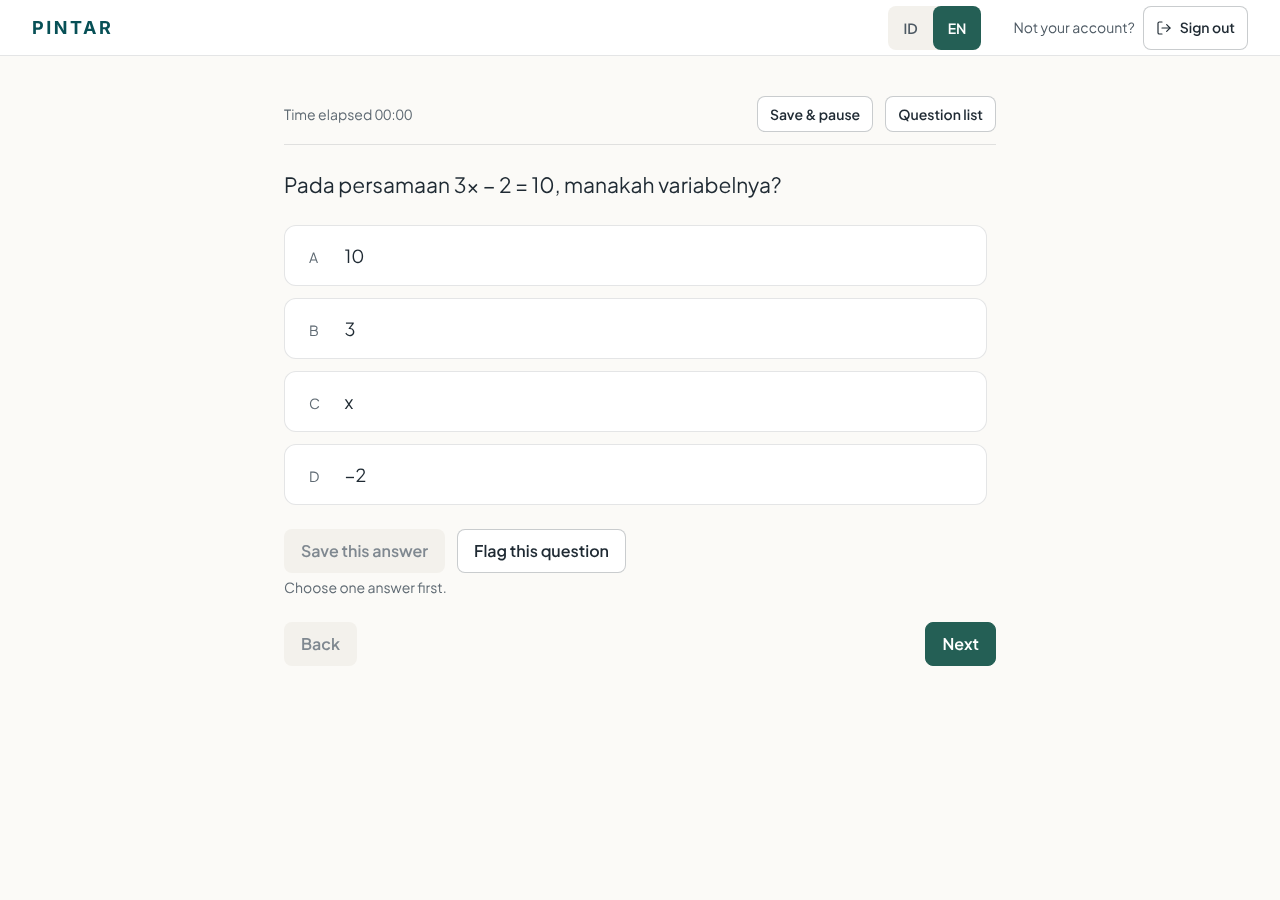 PINTAR
ID
EN
Not your account?
Sign out
Time elapsed 00:00
Save & pause
Question list
Pada persamaan 3x – 2 = 10, manakah variabelnya?
A 10
B 3
C x
D –2
Save this answer
Flag this question
Choose one answer first.
Back
Next